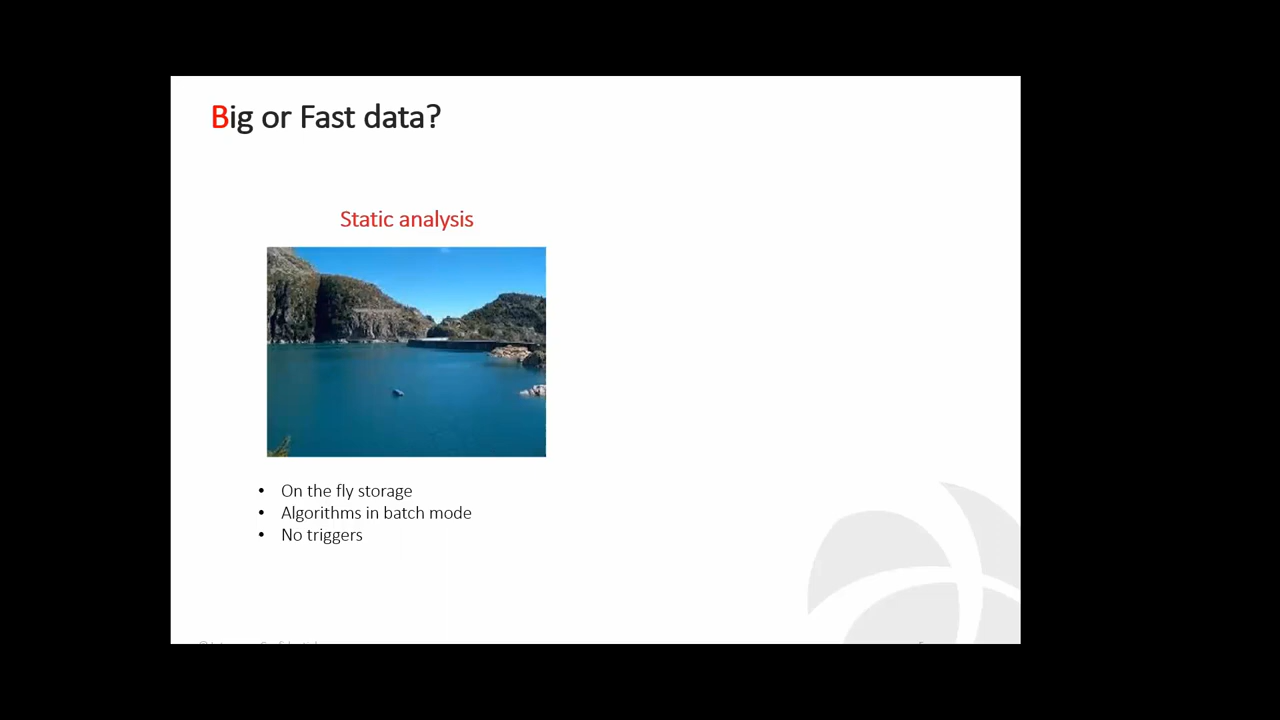 Big or Fast data?
Static analysis
• On the fly storage
• Algorithms in batch mode
• No triggers